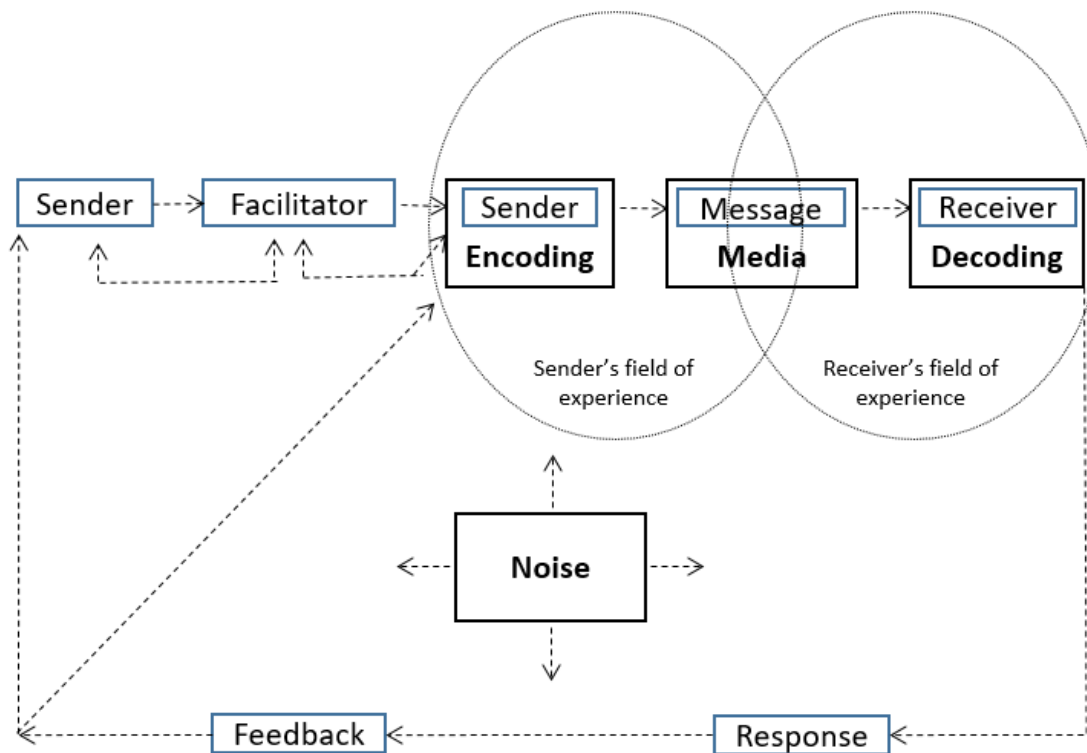 Sender
Facilitator
Sender
Encoding
Message
Media
Receiver
Decoding
Sender’s field of
experience
Receiver’s field of
experience
Noise
Feedback
Response